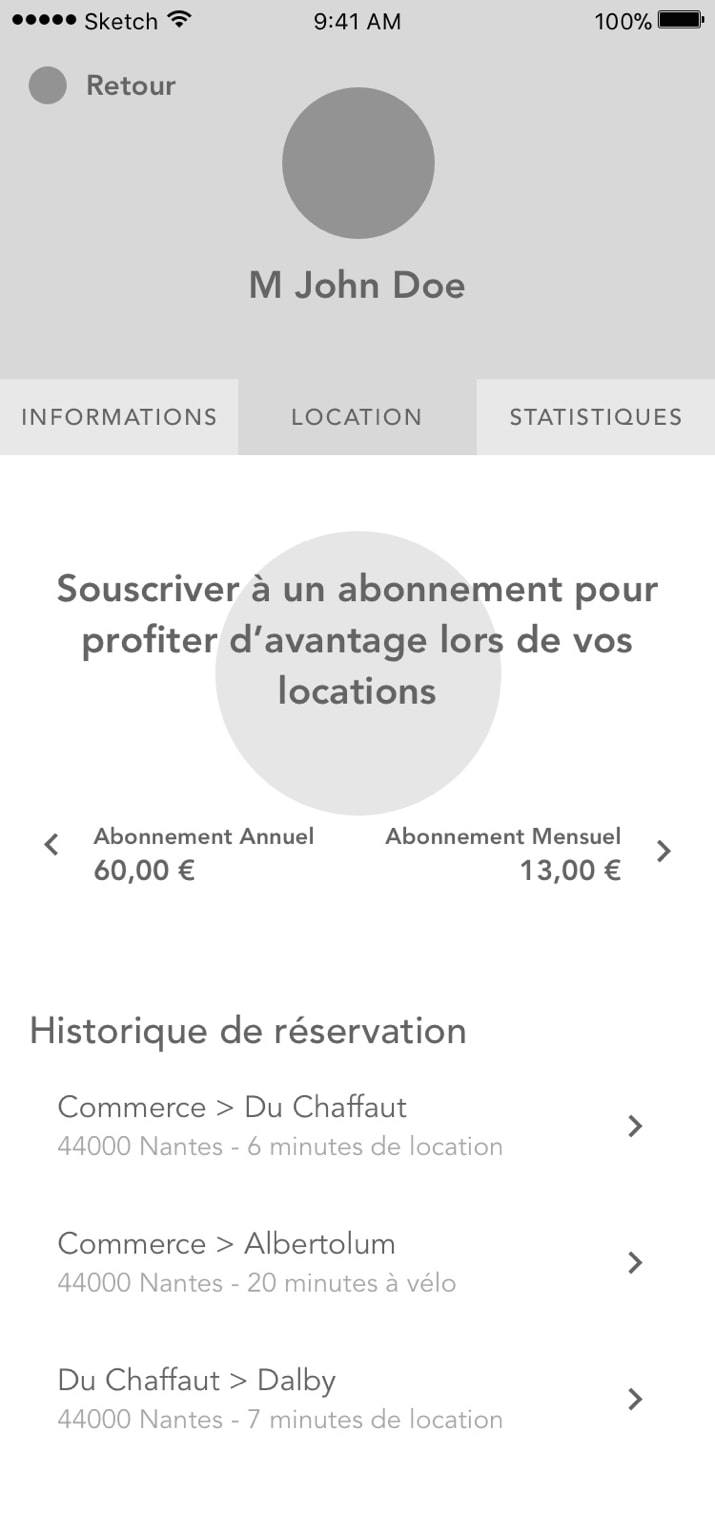 Sketch 9:41 AM 100%
Retour
M John Doe
INFORMATIONS LOCATION STATISTIQUES
Souscriver à un abonnement pour
profiter d’avantage lors de vos
locations
Abonnement Annuel Abonnement Mensuel
60,00 € 13,00 €
Historique de réservation
Commerce > Du Chaffaut
44000 Nantes - 6 minutes de location
Commerce > Albertolum
44000 Nantes - 20 minutes à vélo
Du Chaffaut > Dalby
44000 Nantes - 7 minutes de location